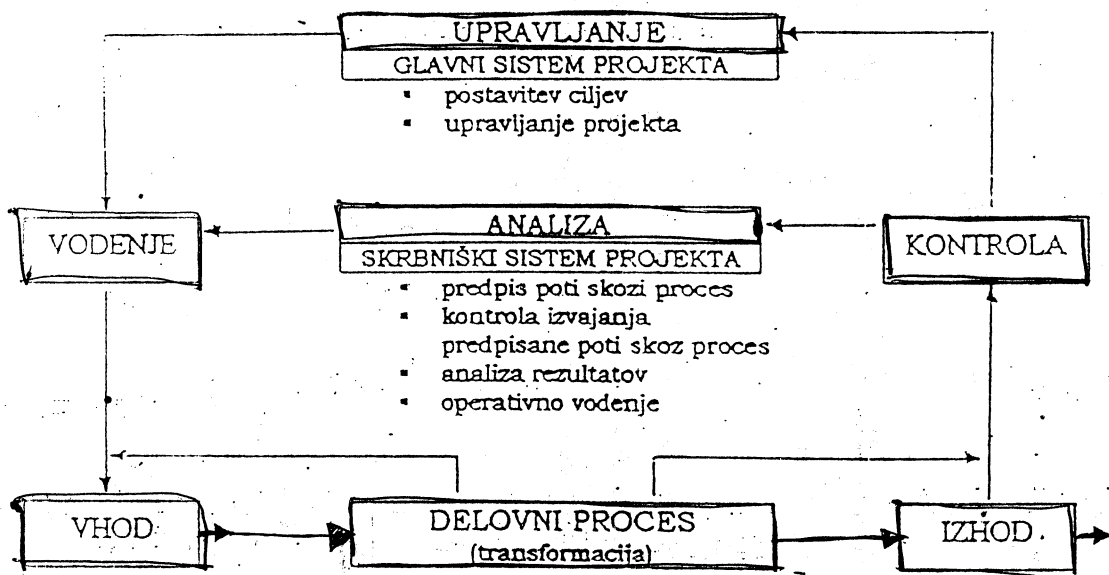 UPRAVLJANJE
GLAVNI SISTEM PROJEKTA
▪ postavitev ciljev
▪ upravljanje projekta
VODENJE
ANALIZA
SKRBNIŠKI SISTEM PROJEKTA
▪ predpis poti skozi proces
▪ kontrola izvajanja
predpisane poti skoz proces
▪ analiza rezultatov
▪ operativno vodenje
KONTROLA
VHOD
DELOVNI PROCES
(transformacija)
IZHOD